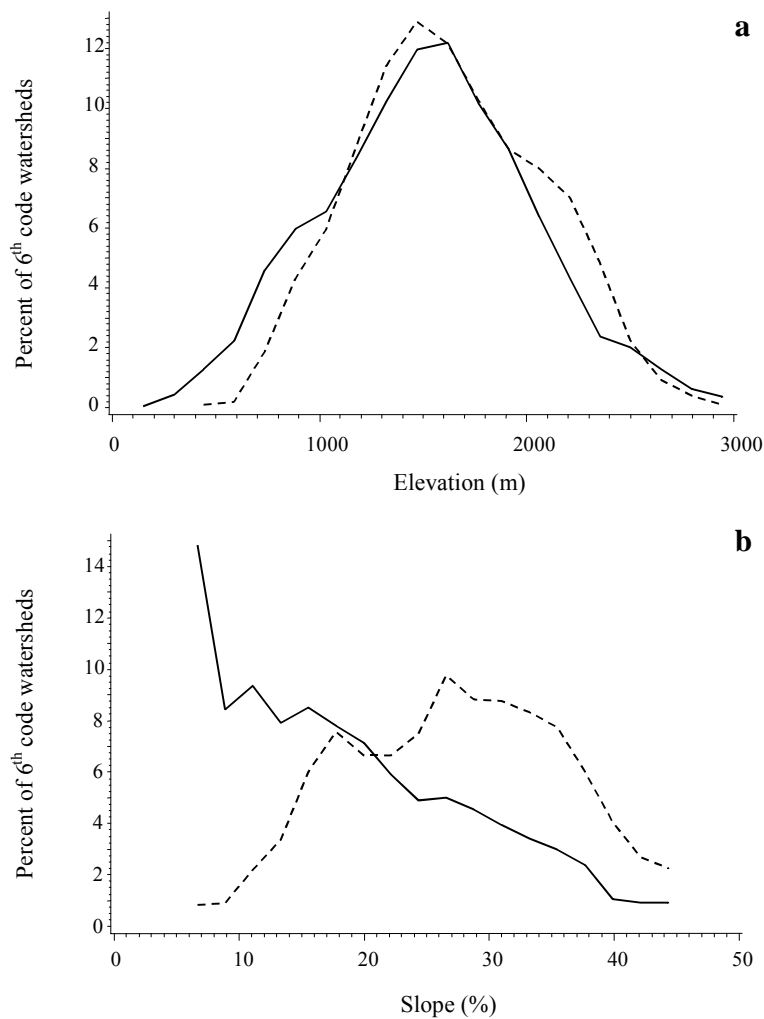 a
Percent of 6th code watersheds
12
10
8
6
4
2
0
0 1000 2000 3000
Elevation (m)
b
Percent of 6th code watersheds
14
12
10
8
6
4
2
0
0 10 20 30 40 50
Slope (%)